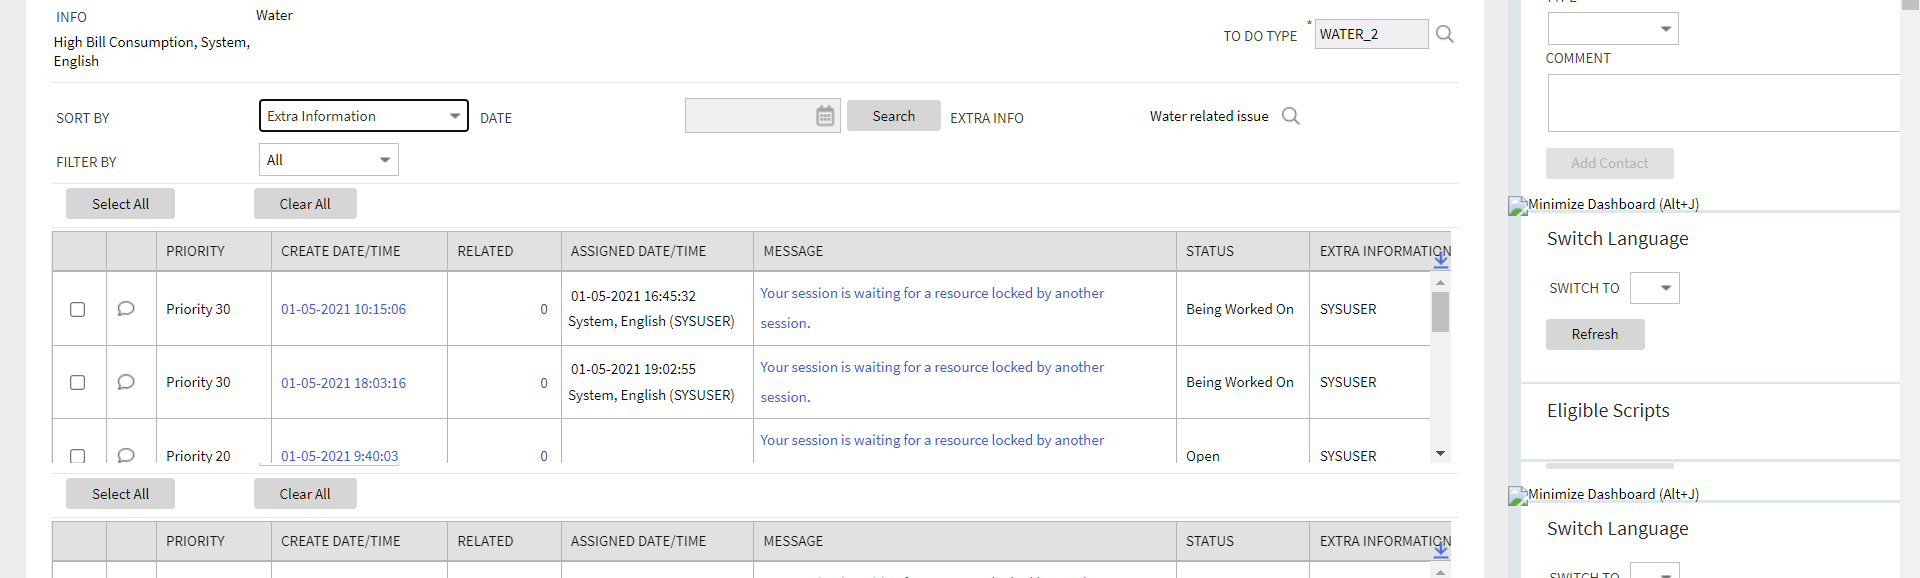 INFO
Water
High Bill Consumption, System,
English
TO DO TYPE
*
WATER_2
SORT BY
Extra Information
DATE
Search
EXTRA INFO
Water related issue
FILTER BY
All
Select All
Clear All
PRIORITY
CREATE DATE/TIME
RELATED
ASSIGNED DATE/TIME
MESSAGE
STATUS
EXTRA INFORMATION
Priority 30
01-05-2021 10:15:06
0
01-05-2021 16:45:32
System, English (SYSUSER)
Your session is waiting for a resource locked by another
session.
Being Worked On
SYSUSER
Priority 30
01-05-2021 18:03:16
0
01-05-2021 19:02:55
System, English (SYSUSER)
Your session is waiting for a resource locked by another
session.
Being Worked On
SYSUSER
Priority 20
01-05-2021 9:40:03
0
Your session is waiting for a resource locked by another
Open
SYSUSER
Select All
Clear All
PRIORITY
CREATE DATE/TIME
RELATED
ASSIGNED DATE/TIME
MESSAGE
STATUS
EXTRA INFORMATION
COMMENT
Add Contact
Minimize Dashboard (Alt+J)
Switch Language
SWITCH TO
Refresh
Eligible Scripts
Minimize Dashboard (Alt+J)
Switch Language
SWITCH TO